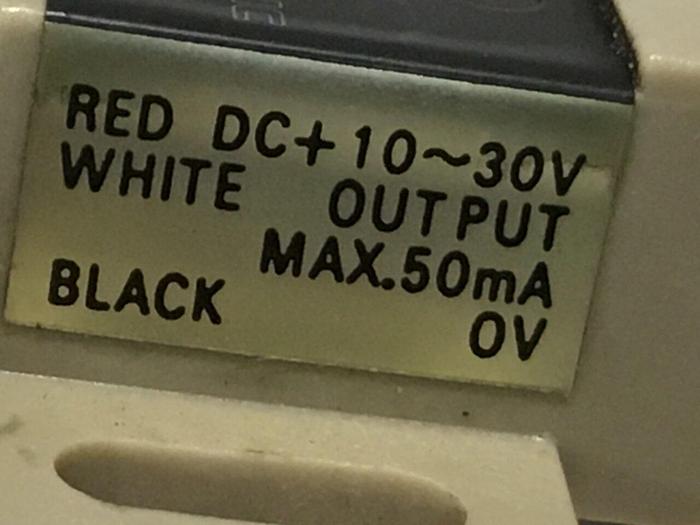 RED DC+10~30V
WHITE OUTPUT
MAX.50mA
BLACK 0V